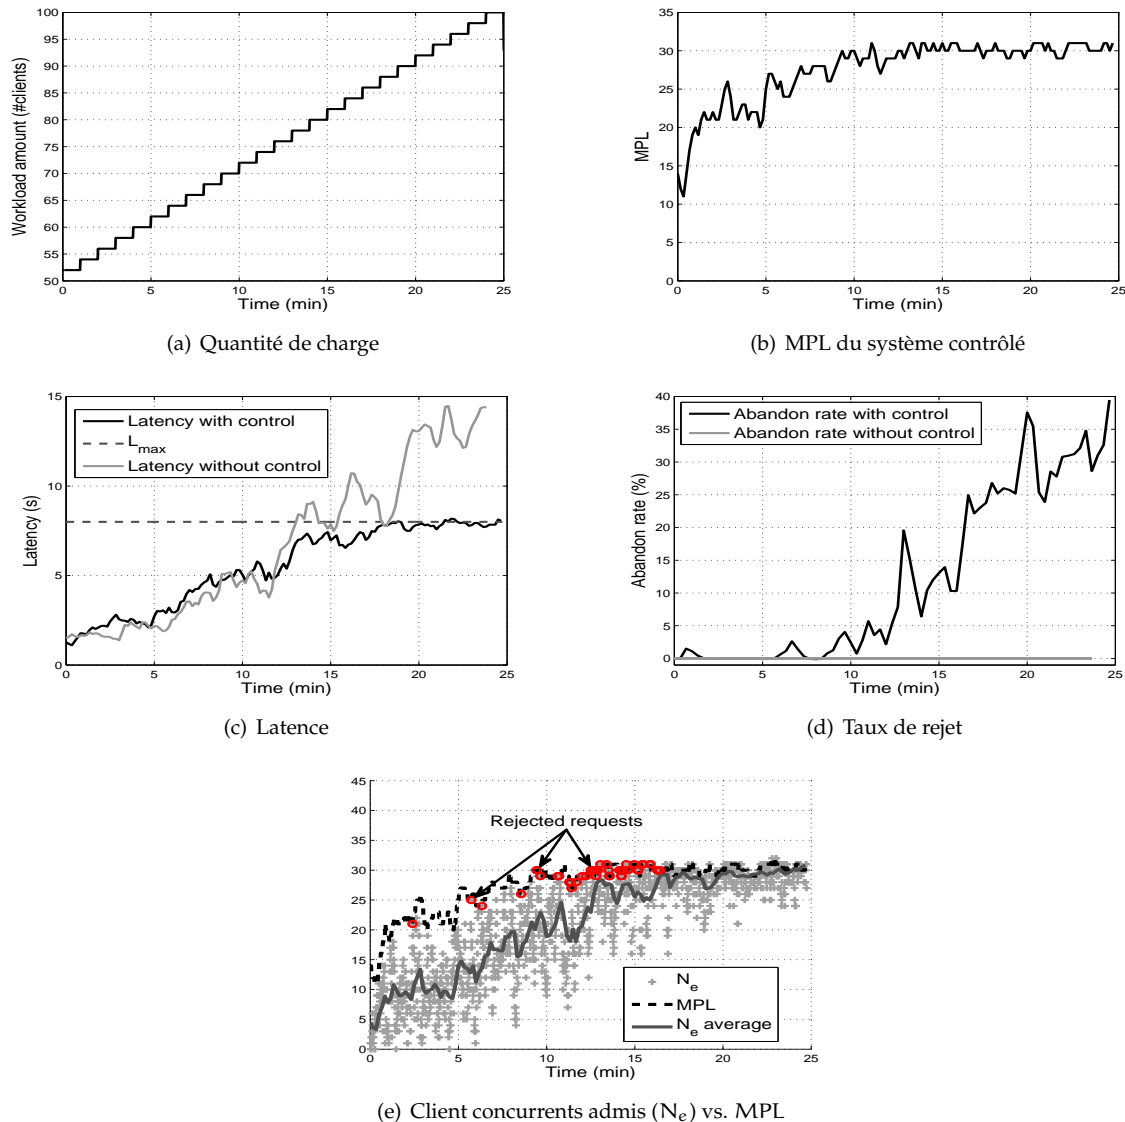 100
95
90
85
80
75
70
65
60
55
50
Workload amount (#clients)
0 5 10 15 20 25
Time (min)
(a) Quantité de charge
35
30
25
20
15
10
5
0
MPL
0 5 10 15 20 25
Time (min)
(b) MPL du système contrôlé
15
10
5
0
Latency (s)
Latency with control
Lmax
Latency without control
0 5 10 15 20 25
Time (min)
(c) Latence
40
35
30
25
20
15
10
5
0
Abandon rate (%)
Abandon rate with control
Abandon rate without control
0 5 10 15 20 25
Time (min)
(d) Taux de rejet
45
40
35
30
25
20
15
10
5
0
Rejected requests
Ne
MPL
Ne average
0 5 10 15 20 25
Time (min)
(e) Client concurrents admis (Ne) vs. MPL